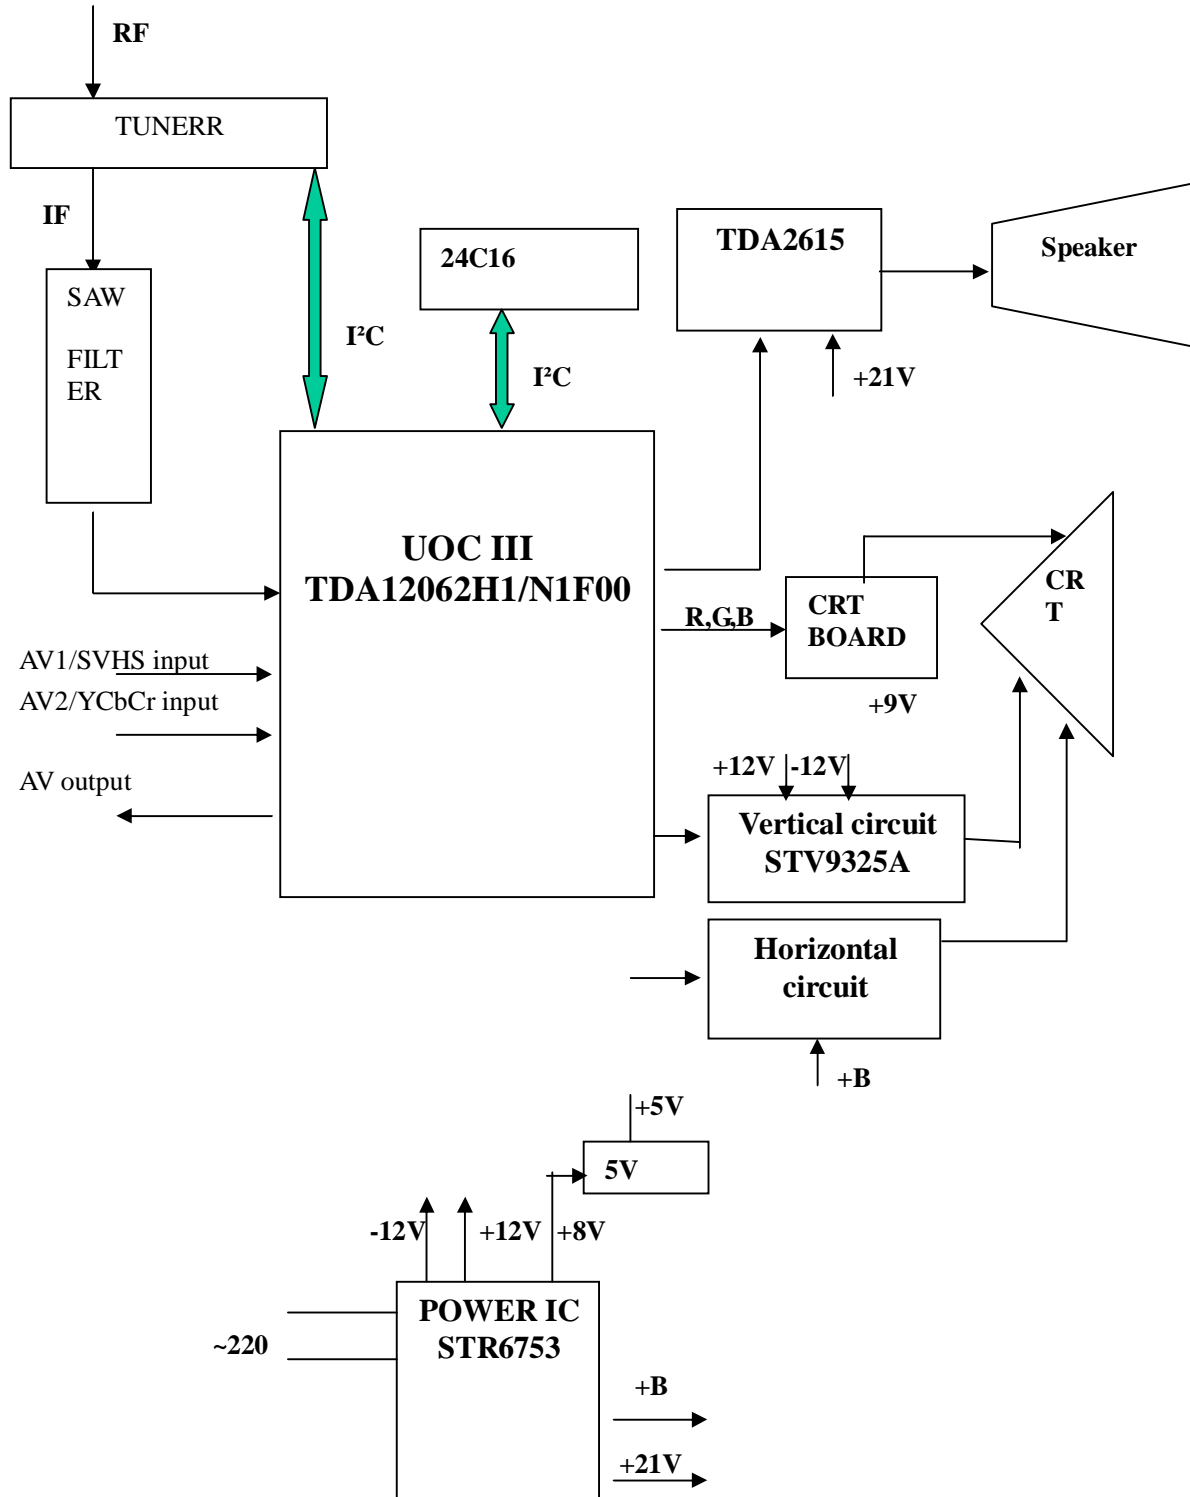 RF
TUNERR
IF
SAW
FILT
ER
I²C
24C16
I²C
TDA2615
Speaker
+21V
UOC III
TDA12062H1/N1F00
R,G,B
CRT
BOARD
+9V
CR
T
AV1/SVHS input
AV2/YCbCr input
AV output
+12V
-12V
Vertical circuit
STV9325A
Horizontal
circuit
+B
+5V
5V
-12V
+12V
+8V
POWER IC
STR6753
~220
+B
+21V